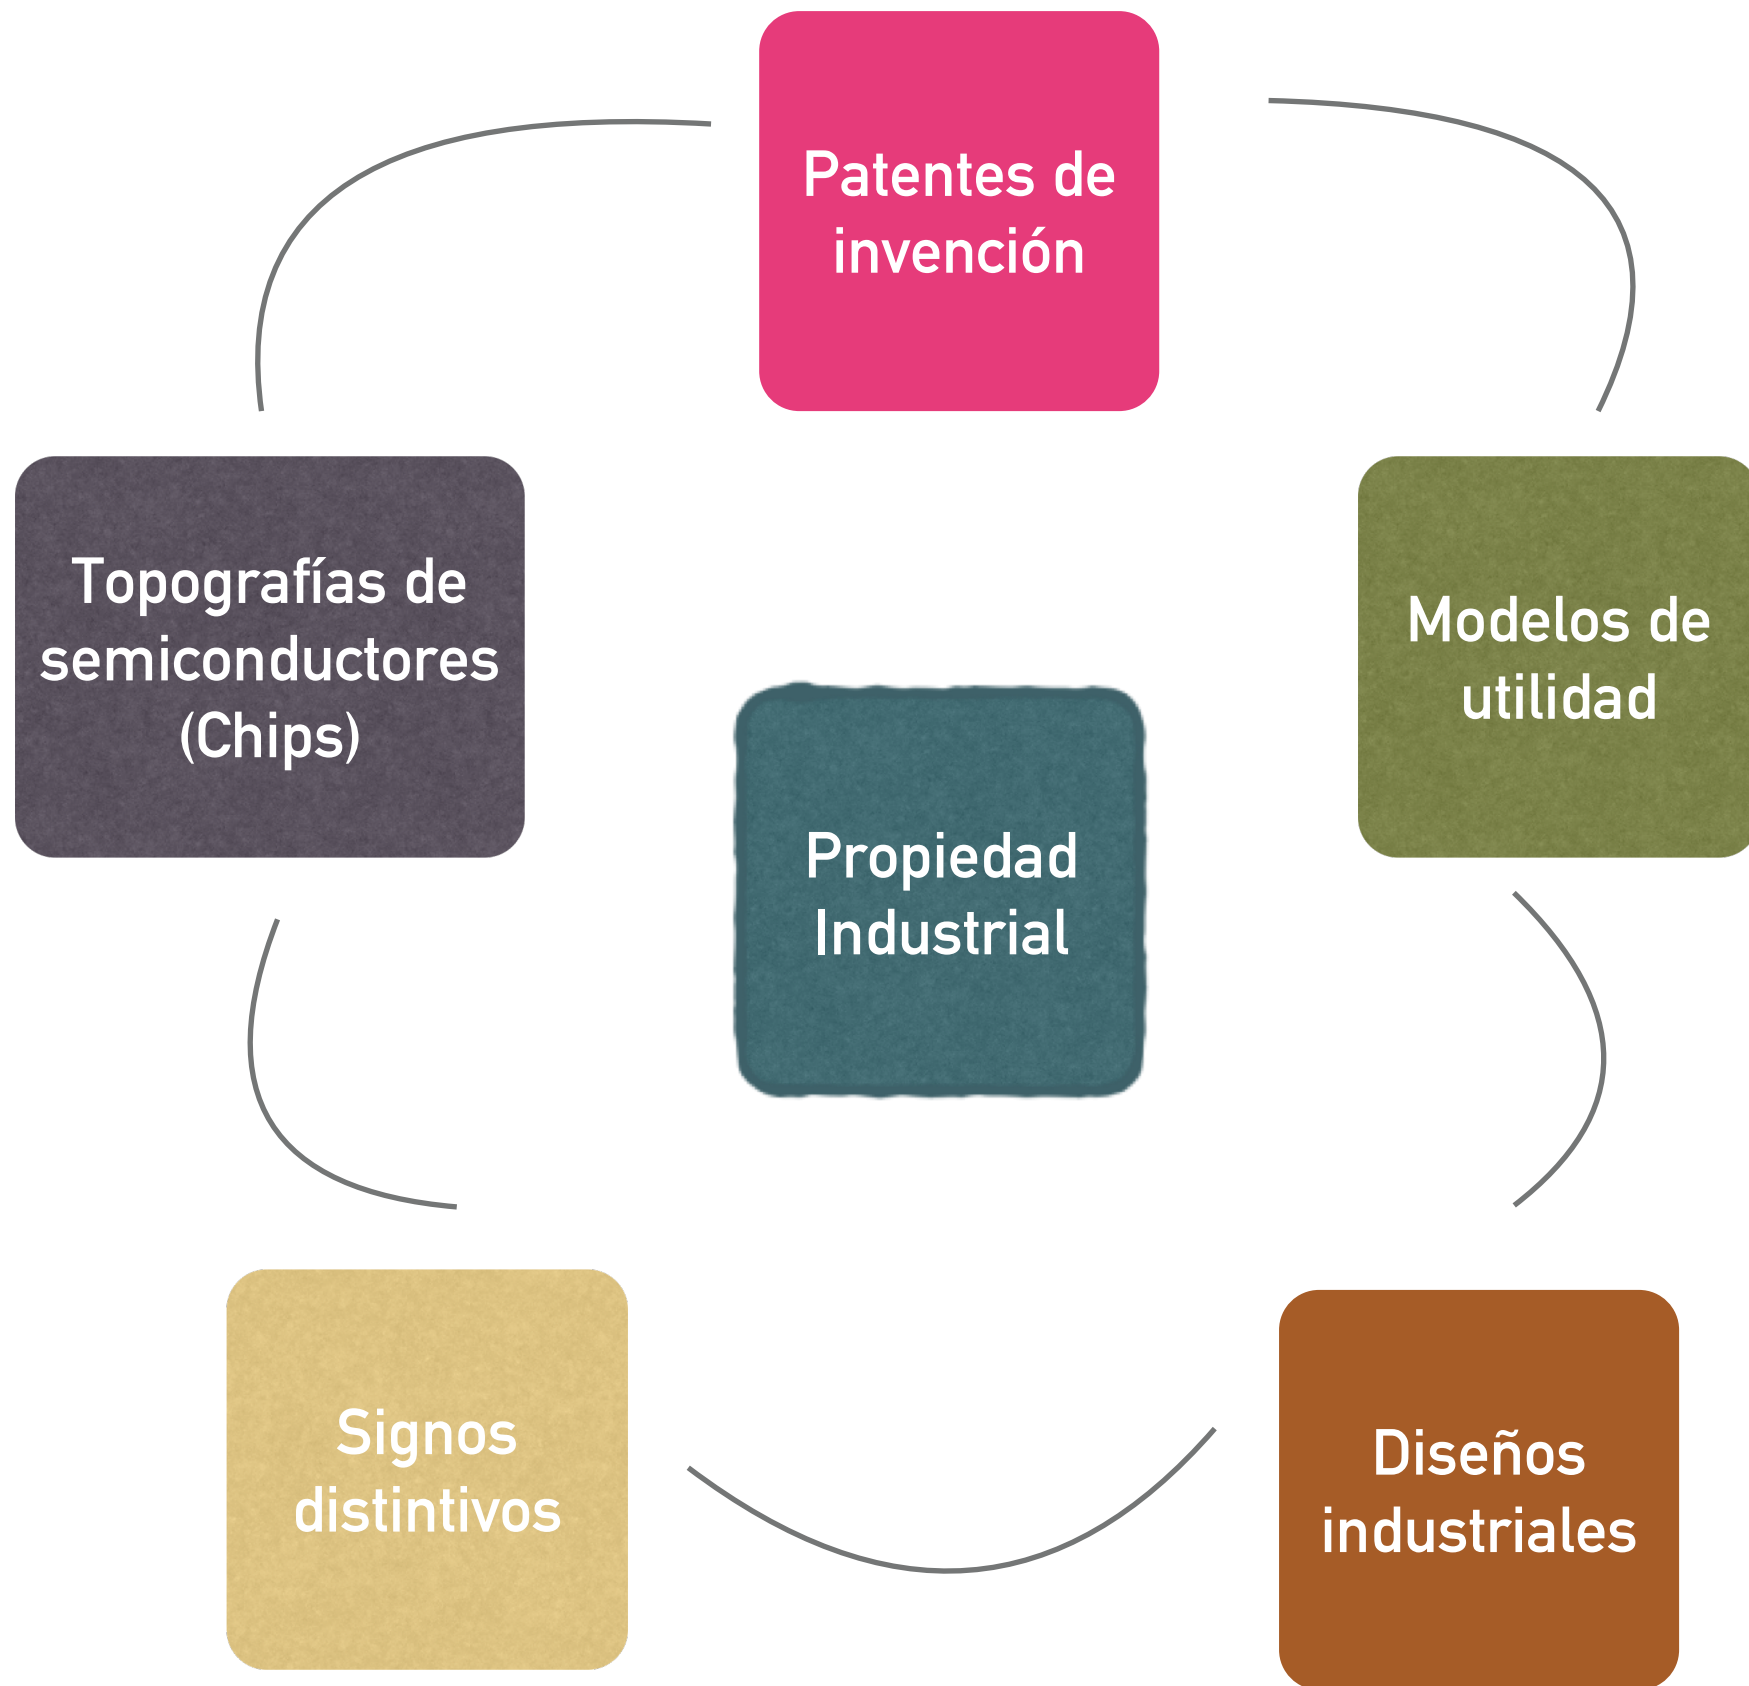 Patentes de
invención
Topografías de
semiconductores
(Chips)
Modelos de
utilidad
Propiedad
Industrial
Signos
distintivos
Diseños
industriales